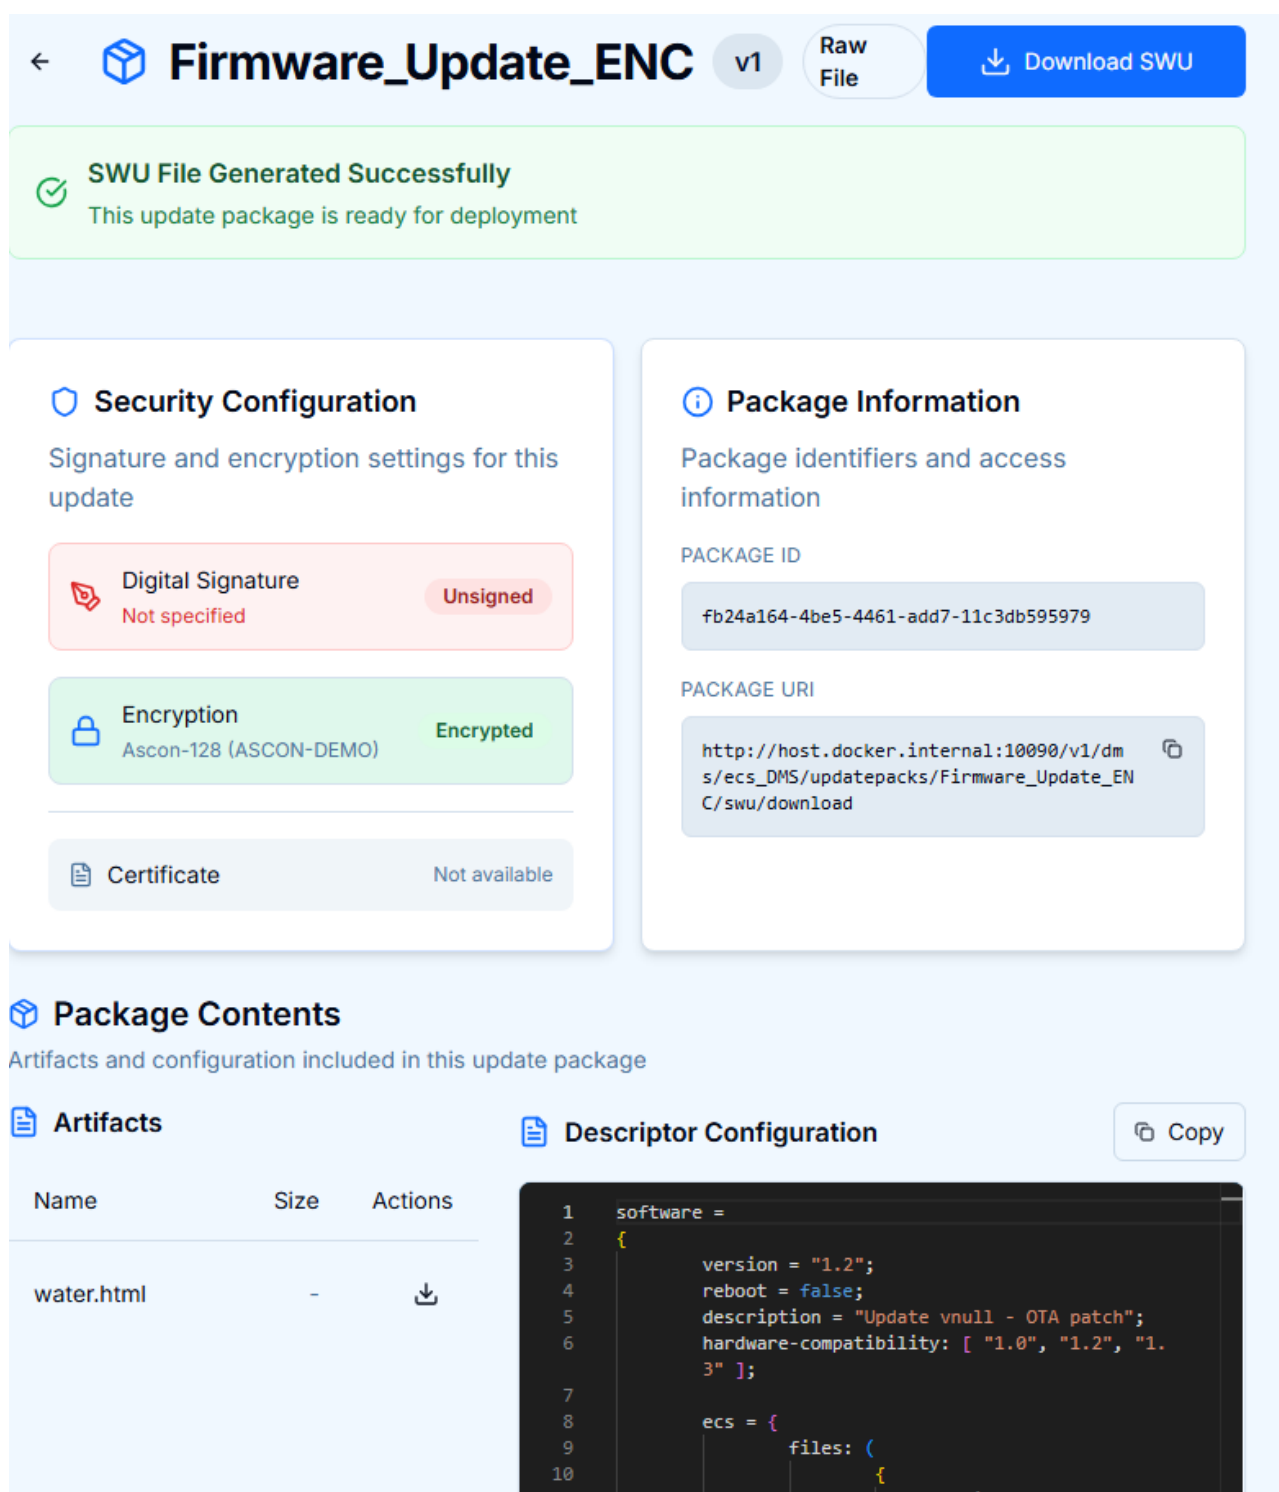 Firmware_Update_ENC
v1
Raw
File
Download SWU
SWU File Generated Successfully
This update package is ready for deployment
Security Configuration
Signature and encryption settings for this
update
Digital Signature
Not specified
Unsigned
Encryption
Ascon-128 (ASCON-DEMO)
Encrypted
Certificate
Not available
Package Information
Package identifiers and access
information
PACKAGE ID
fb24a164-4be5-4461-add7-11c3db595979
PACKAGE URI
http://host.docker.internal:10090/v1/dm
s/ecs_DMS/updatepacks/Firmware_Update_EN
C/swu/download
Package Contents
Artifacts and configuration included in this update package
Artifacts
Name Size Actions
water.html -
Descriptor Configuration
Copy
1 software =
2 {
3 version = "1.2";
4 reboot = false;
5 description = "Update vnull - OTA patch";
6 hardware-compatibility: [ "1.0", "1.2", "1.
3" ];
7
8 ecs = {
9 files: (
10 {